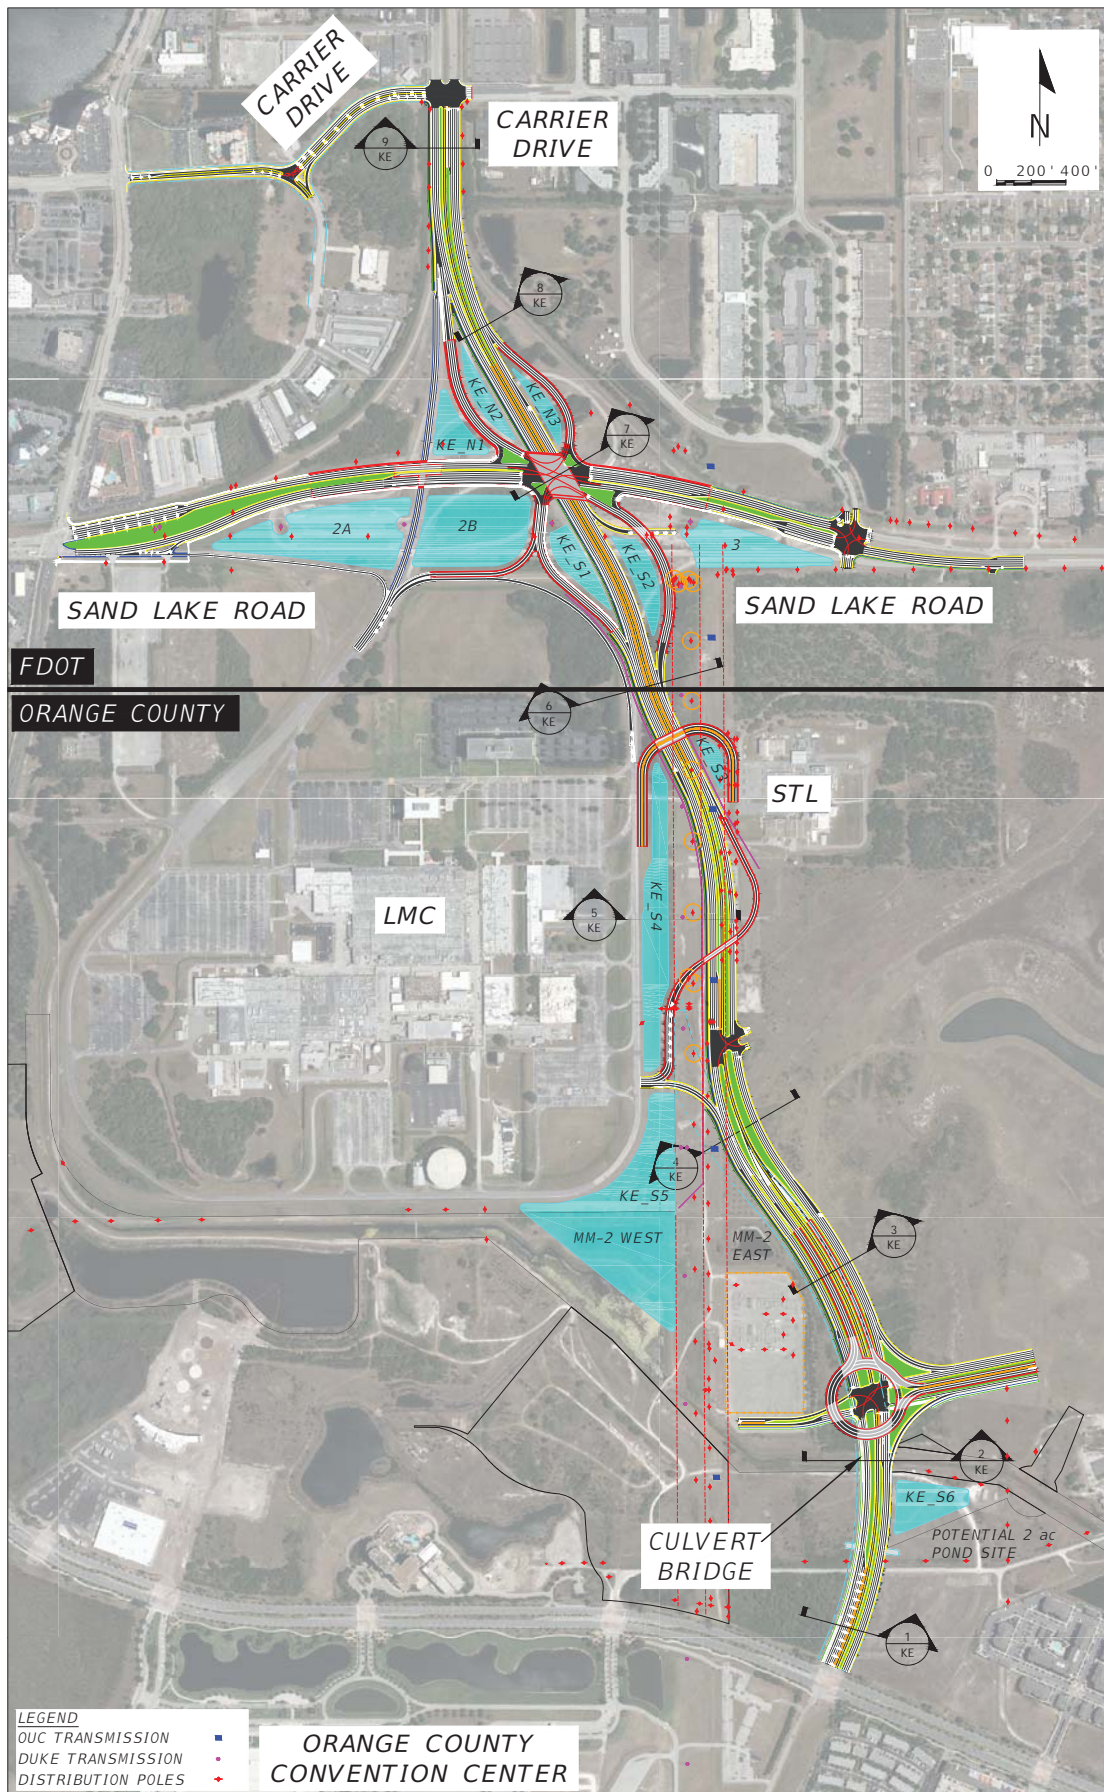 CARRIER
DRIVE
CARRIER
DRIVE
N
0 200' 400'
9
KE
8
KE
KE_N2
KE_N3
7
KE
KE_N1
2A
2B
KE_S1
KE_S2
3
SAND LAKE ROAD
SAND LAKE ROAD
FDOT
ORANGE COUNTY
6
KE
KE_S3
STL
KE_S4
5
KE
LMC
4
KE
KE_S5
MM-2 WEST
MM-2
EAST
3
KE
2
KE
KE_S6
POTENTIAL 2 ac
POND SITE
CULVERT
BRIDGE
1
KE
LEGEND
OUC TRANSMISSION
DUKE TRANSMISSION
DISTRIBUTION POLES
ORANGE COUNTY
CONVENTION CENTER